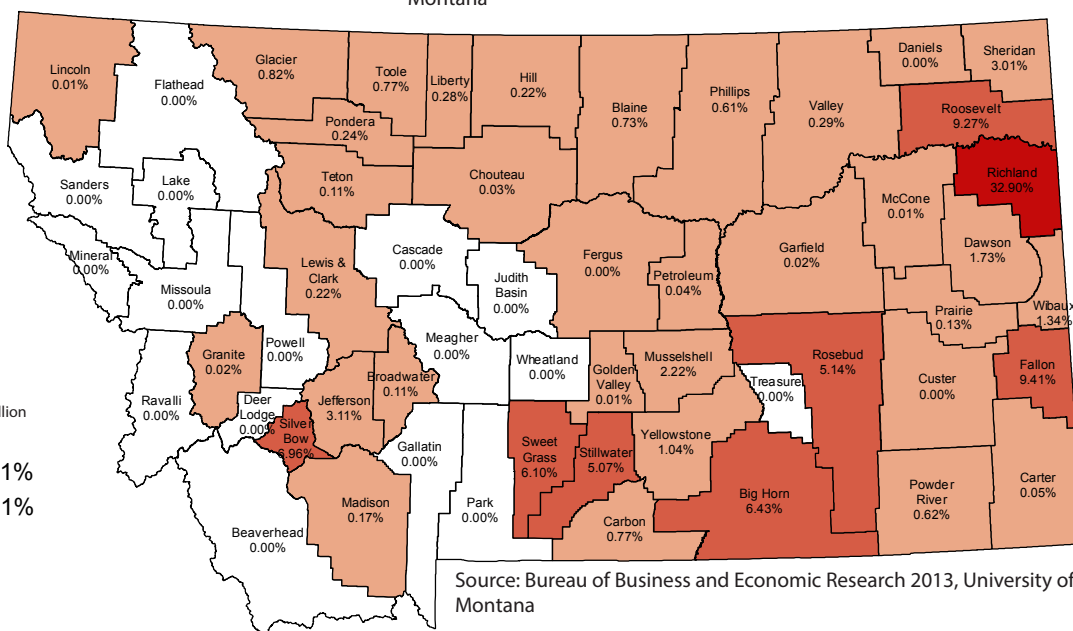 Montana
Lincoln
0.01%
Flathead
0.00%
Glacier
0.82%
Toole
0.77%
Liberty
0.28%
Hill
0.22%
Blaine
0.73%
Phillips
0.61%
Valley
0.29%
Daniels
0.00%
Sheridan
3.01%
Roosevelt
9.27%
Pondera
0.24%
Teton
0.11%
Chouteau
0.03%
Richland
32.90%
Sanders
0.00%
Lake
0.00%
McCone
0.01%
Dawson
1.73%
Mineral
0.00%
Missoula
0.00%
Lewis &
Clark
0.22%
Cascade
0.00%
Judith
Basin
0.00%
Fergus
0.00%
Petroleum
0.04%
Garfield
0.02%
Prairie
0.13%
Wibaux
1.34%
Granite
0.02%
Powell
0.00%
Meagher
0.00%
Wheatland
0.00%
Golden
Valley
0.01%
Musselshell
2.22%
Treasure
0.00%
Rosebud
5.14%
Custer
0.00%
Fallon
9.41%
Ravalli
0.00%
Deer
Lodge
0.00%
Silver
Bow
Jefferson
3.11%
Broadwater
0.11%
Gallatin
0.00%
Sweet
Grass
6.10%
Stillwater
5.07%
Yellowstone
1.04%
llion
1%
1%
Beaverhead
0.00%
Madison
0.17%
Park
0.00%
Carbon
0.77%
Big Horn
6.43%
Powder
River
0.62%
Carter
0.05%
Source: Bureau of Business and Economic Research 2013, University of
Montana